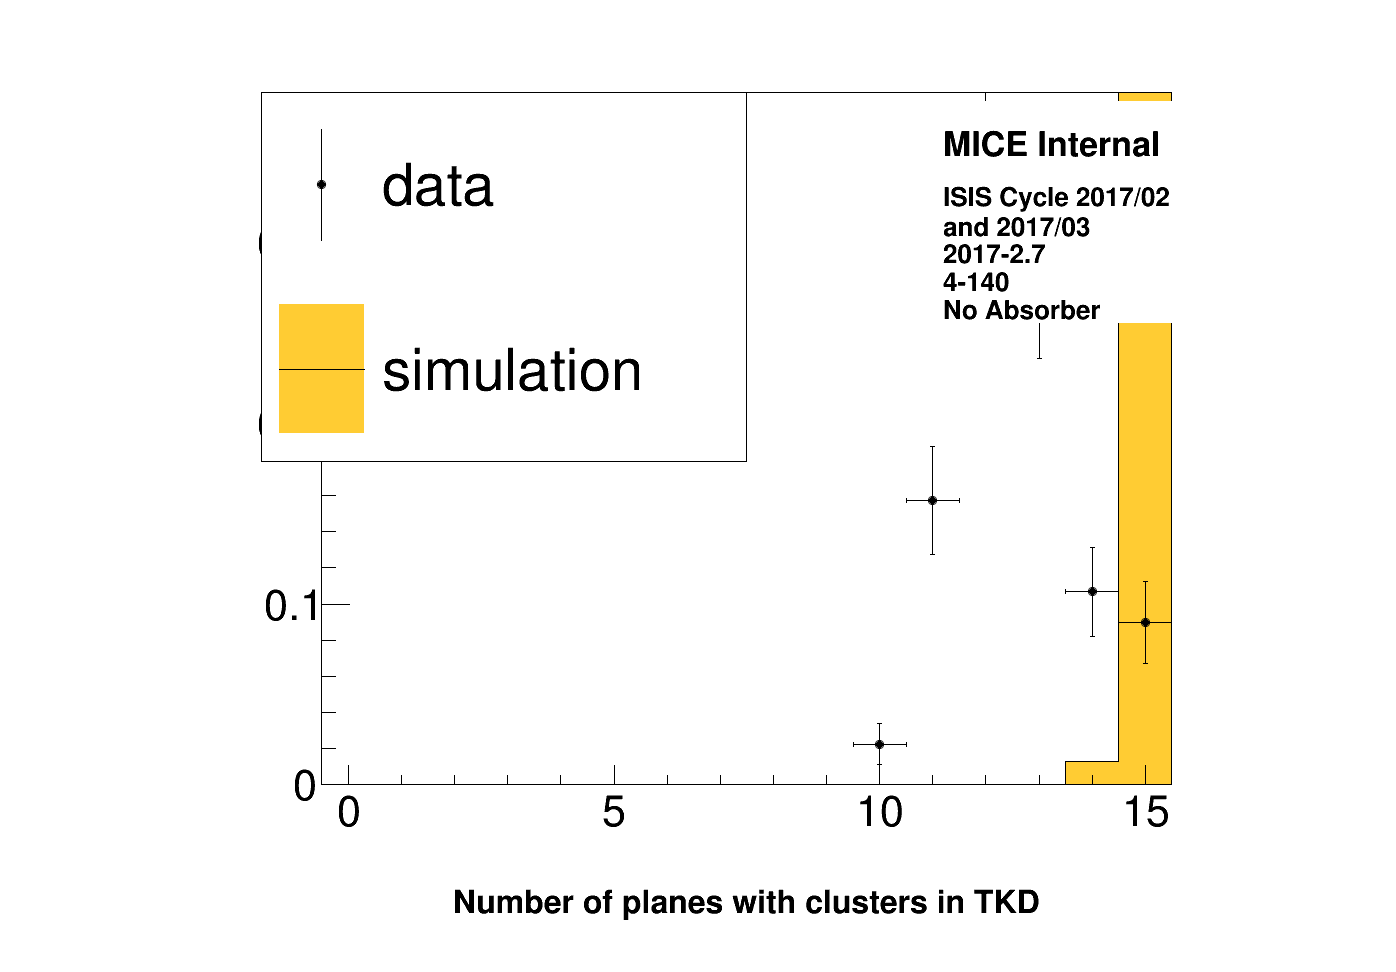 data
simulation
MICE Internal
ISIS Cycle 2017/02
and 2017/03
2017-2.7
4-140
No Absorber
0.1
0
0 5 10 15
Number of planes with clusters in TKD